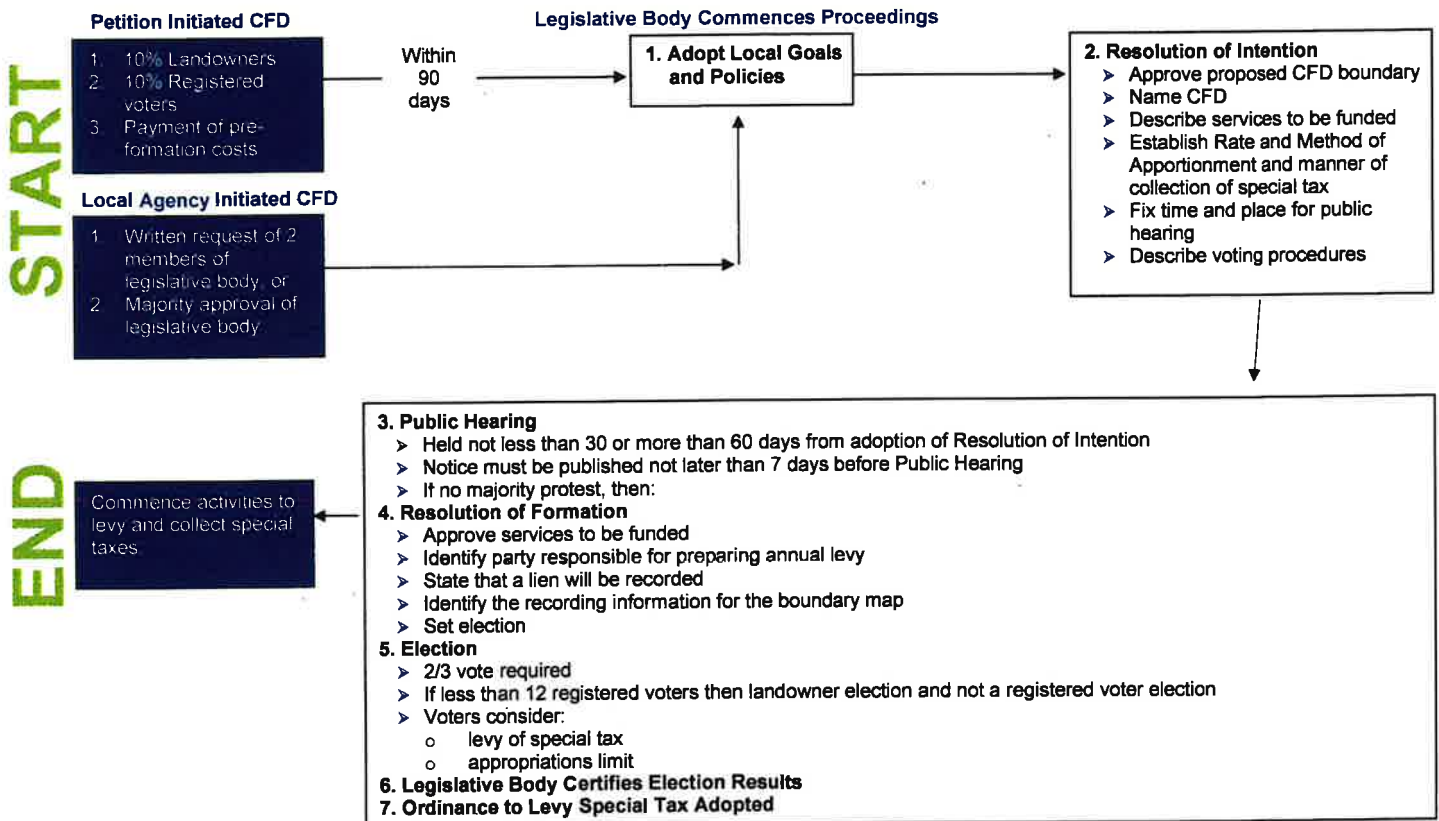 START
Petition Initiated CFD
1. 10% Landowners
2. 10% Registered
voters
3. Payment of pre-
formation costs
Within
90
days
Local Agency Initiated CFD
1. Written request of 2
members of
legislative body, or
2. Majority approval of
legislative body
Legislative Body Commences Proceedings
1. Adopt Local Goals
and Policies
2. Resolution of Intention
➤ Approve proposed CFD boundary
➤ Name CFD
➤ Describe services to be funded
➤ Establish Rate and Method of
Apportionment and manner of
collection of special tax
➤ Fix time and place for public
hearing
➤ Describe voting procedures
3. Public Hearing
➤ Held not less than 30 or more than 60 days from adoption of Resolution of Intention
➤ Notice must be published not later than 7 days before Public Hearing
➤ If no majority protest, then:
4. Resolution of Formation
➤ Approve services to be funded
➤ Identify party responsible for preparing annual levy
➤ State that a lien will be recorded
➤ Identify the recording information for the boundary map
➤ Set election
5. Election
➤ 2/3 vote required
➤ If less than 12 registered voters then landowner election and not a registered voter election
➤ Voters consider:
o levy of special tax
o appropriations limit
6. Legislative Body Certifies Election Results
7. Ordinance to Levy Special Tax Adopted
END
Commence activities to
levy and collect special
taxes